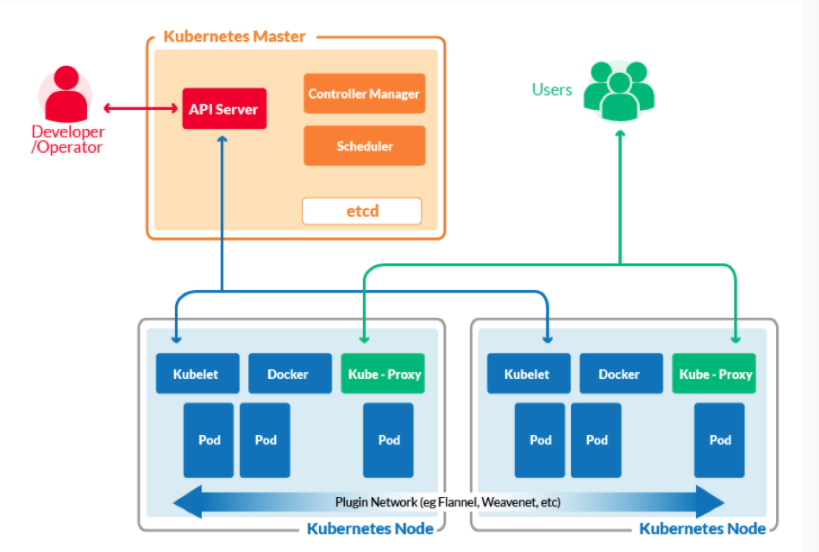 Kubernetes Master
API Server
Controller Manager
Scheduler
etcd
Developer
/Operator
Users
Kubelet
Docker
Kube - Proxy
Pod
Pod
Pod
Kubelet
Docker
Kube - Proxy
Pod
Pod
Pod
Plugin Network (eg Flannel, Weavenet, etc)
Kubernetes Node
Kubernetes Node